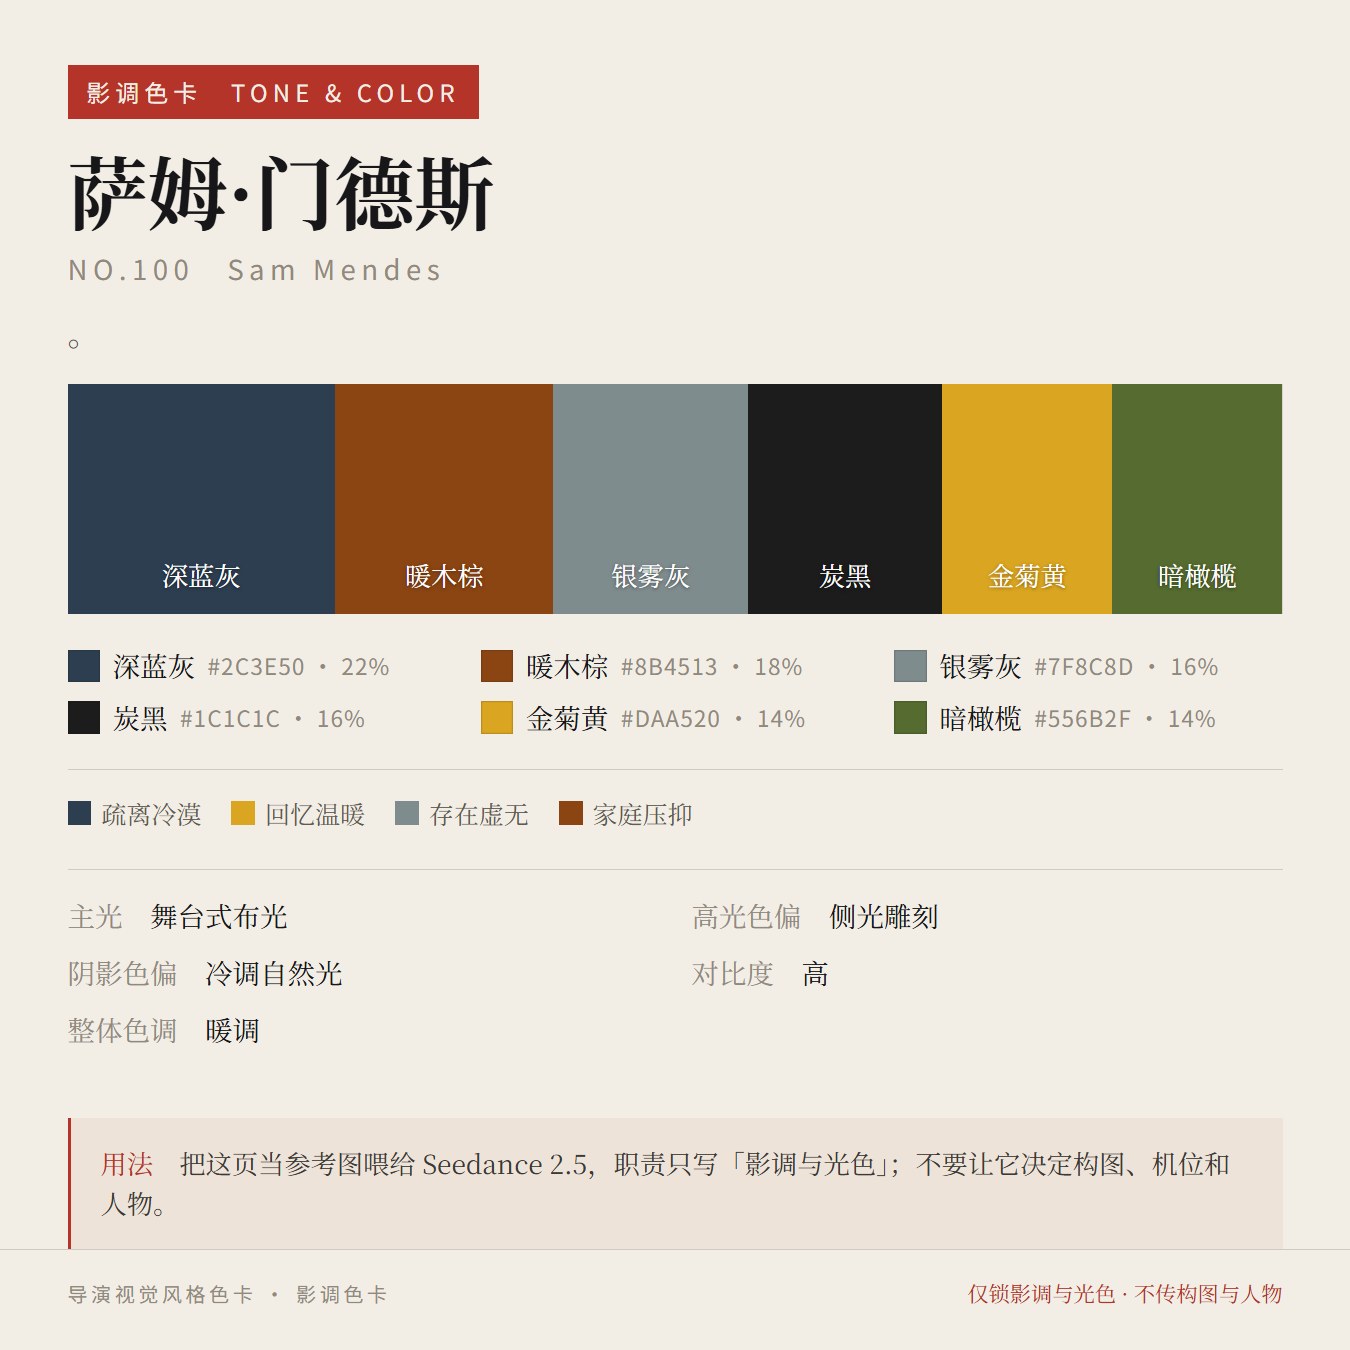 影调色卡 TONE & COLOR
萨姆·门德斯
NO.100 Sam Mendes
。
深蓝灰 暖木棕 银雾灰 炭黑 金菊黄 暗橄榄
深蓝灰 #2C3E50 • 22% 暖木棕 #8B4513 • 18% 银雾灰 #7F8C8D • 16%
炭黑 #1C1C1C • 16% 金菊黄 #DAA520 • 14% 暗橄榄 #556B2F • 14%
疏离冷漠 回忆温暖 存在虚无 家庭压抑
主光 舞台式布光 高光色偏 侧光雕刻
阴影色偏 冷调自然光 对比度 高
整体色调 暖调
用法 把这页当参考图喂给 Seedance 2.5，职责只写「影调与光色」；不要让它决定构图、机位和
人物。
导演视觉风格色卡 • 影调色卡 仅锁影调与光色 · 不传构图与人物